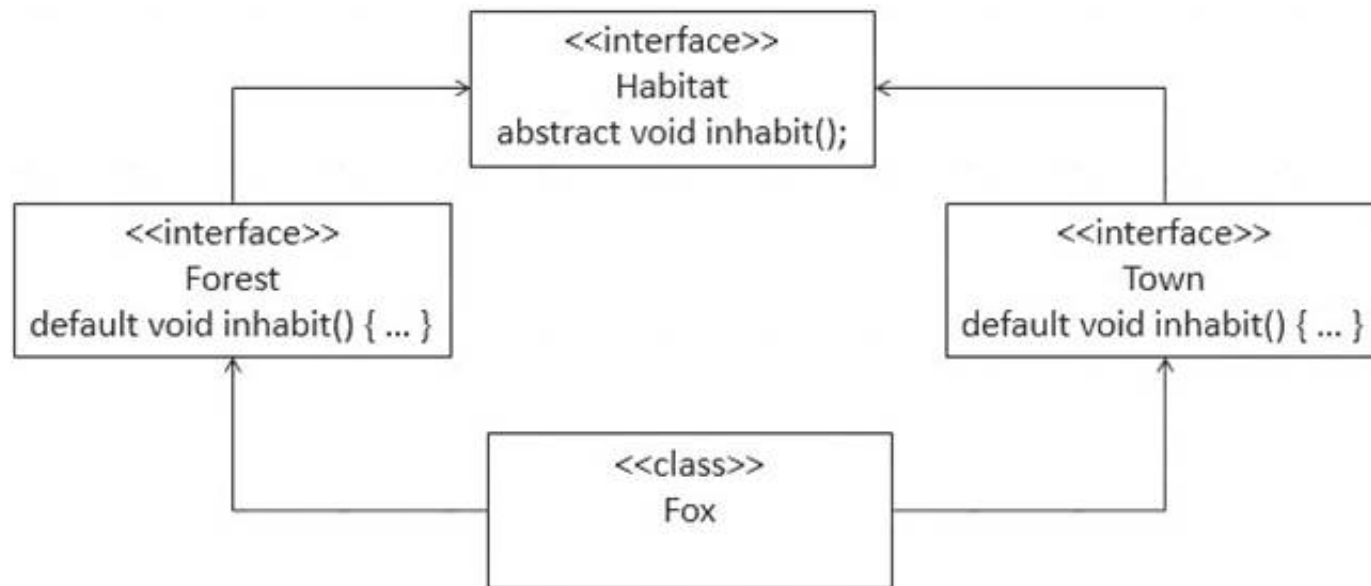 <<interface>>
Habitat
abstract void inhabit();
<<interface>>
Forest
default void inhabit() { ... }
<<interface>>
Town
default void inhabit() { ... }
<<class>>
Fox